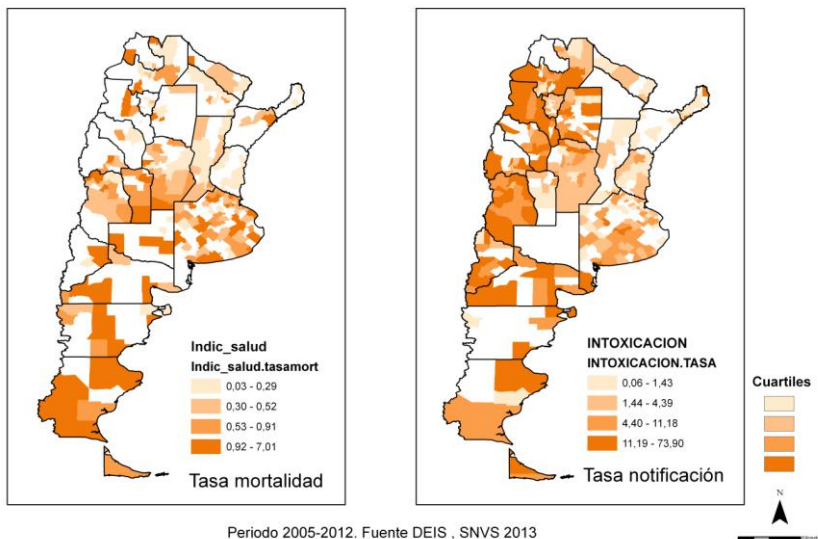 Indic_salud
Indic_salud.tasamort
0,03 - 0,29
0,30 - 0,52
0,53 - 0,91
0,92 - 7,01
Tasa mortalidad
INTOXICACION
INTOXICACION.TASA
0,06 - 1,43
1,44 - 4,39
4,40 - 11,18
11,19 - 73,90
Tasa notificación
Cuartiles
N
Periodo 2005-2012. Fuente DEIS , SNVS 2013